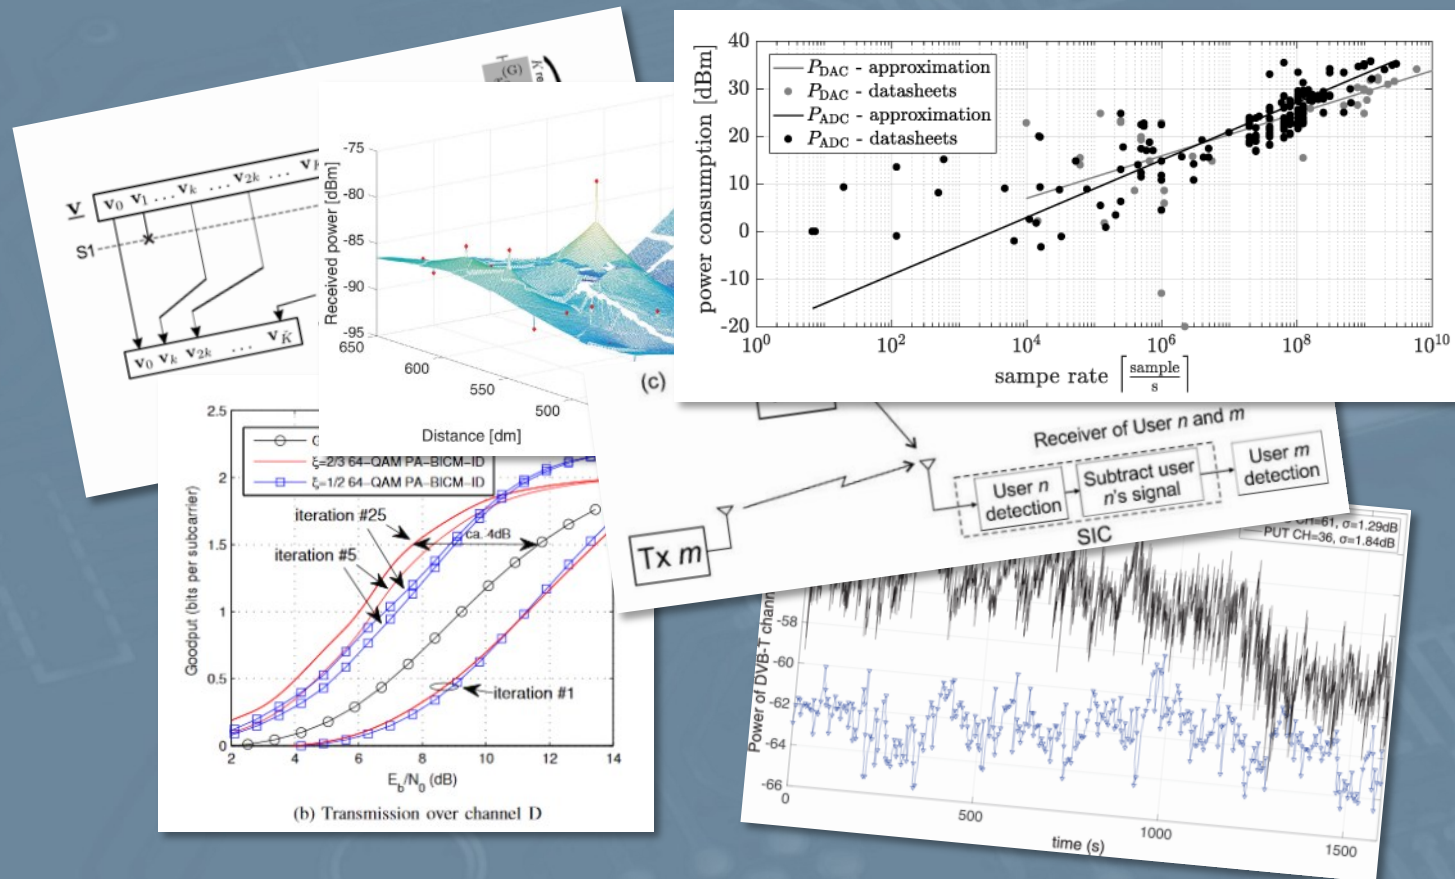 (G)
K re
v
v0 v1 ... vk ... v2k ... vK
S1
v0 vk v2k ... vK̃
-75
-80
-85
-90
-95
Received power [dBm]
650
600
550
500
Distance [dm]
(c)
40
30
20
10
0
-10
-20
power consumption [dBm]
PDAC - approximation
PDAC - datasheets
PADC - approximation
PADC - datasheets
10^0 10^2 10^4 10^6 10^8 10^10
sampe rate [sample/s]
2.5
2
1.5
1
0.5
0
Goodput (bits per subcarrier)
ξ=2/3 64-QAM PA-BICM-ID
ξ=1/2 64-QAM PA-BICM-ID
iteration #25
ca. 4dB
iteration #5
iteration #1
2 4 6 8 10 12 14
Eb/N0 (dB)
(b) Transmission over channel D
Receiver of User n and m
User n
detection
Subtract user
n's signal
User m
detection
SIC
Tx m
CH=61, σ=1.29dB
PUT CH=36, σ=1.84dB
-58
-60
-62
-64
-66
Power of DVB-T chann
0
500
1000
1500
time (s)